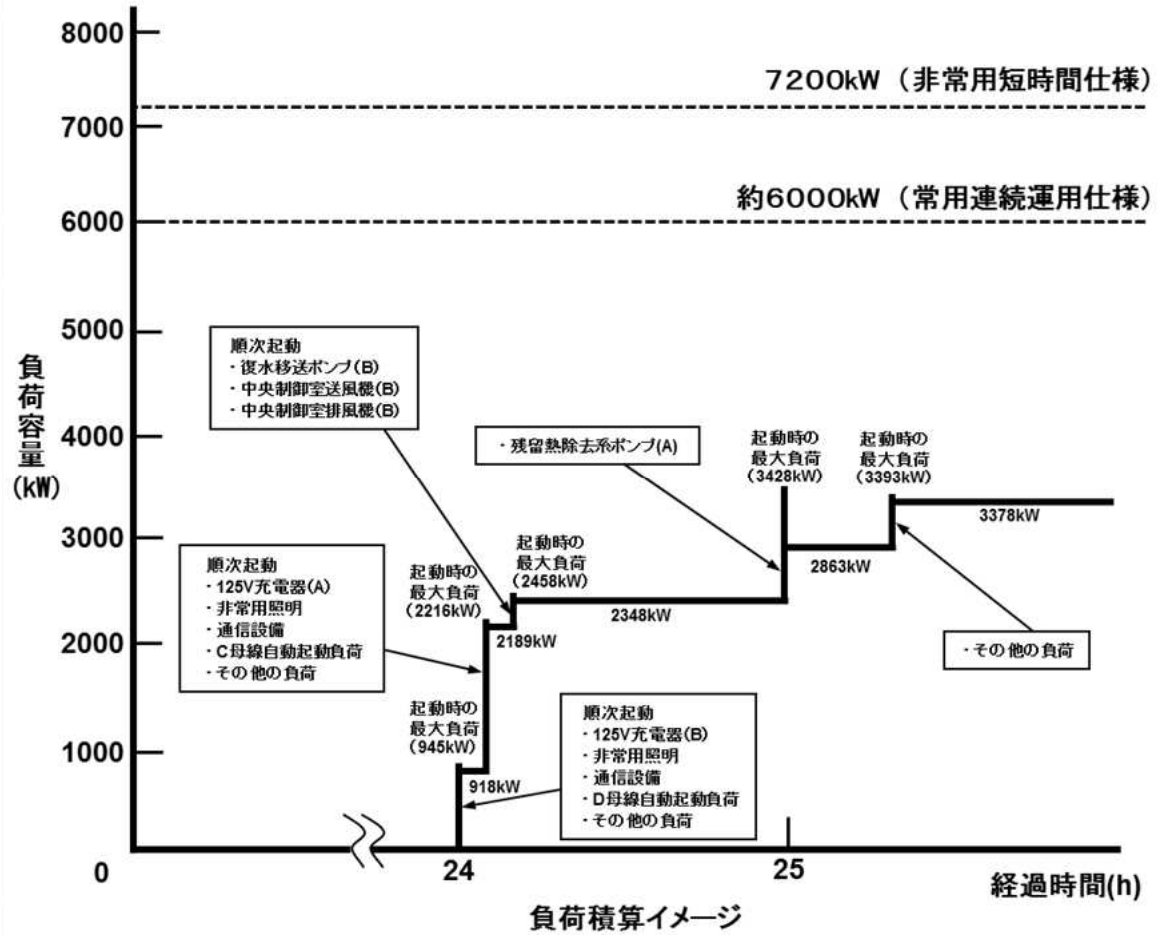 8000
7200kW（非常用短時間仕様）
7000
約6000kW（常用連続運用仕様）
6000
5000
順次起動
・復水移送ポンプ(B)
・中央制御室送風機(B)
・中央制御室排風機(B)
負荷容量
(kW)
4000
・残留熱除去系ポンプ(A)
起動時の
最大負荷
(3428kW)
起動時の
最大負荷
(3393kW)
3378kW
3000
2863kW
順次起動
・125V充電器(A)
・非常用照明
・通信設備
・C母線自動起動負荷
・その他の負荷
起動時の
最大負荷
(2216kW)
起動時の
最大負荷
(2458kW)
2189kW
2348kW
2000
・その他の負荷
起動時の
最大負荷
(945kW)
918kW
順次起動
・125V充電器(B)
・非常用照明
・通信設備
・D母線自動起動負荷
・その他の負荷
1000
0
24
25
経過時間(h)
負荷積算イメージ